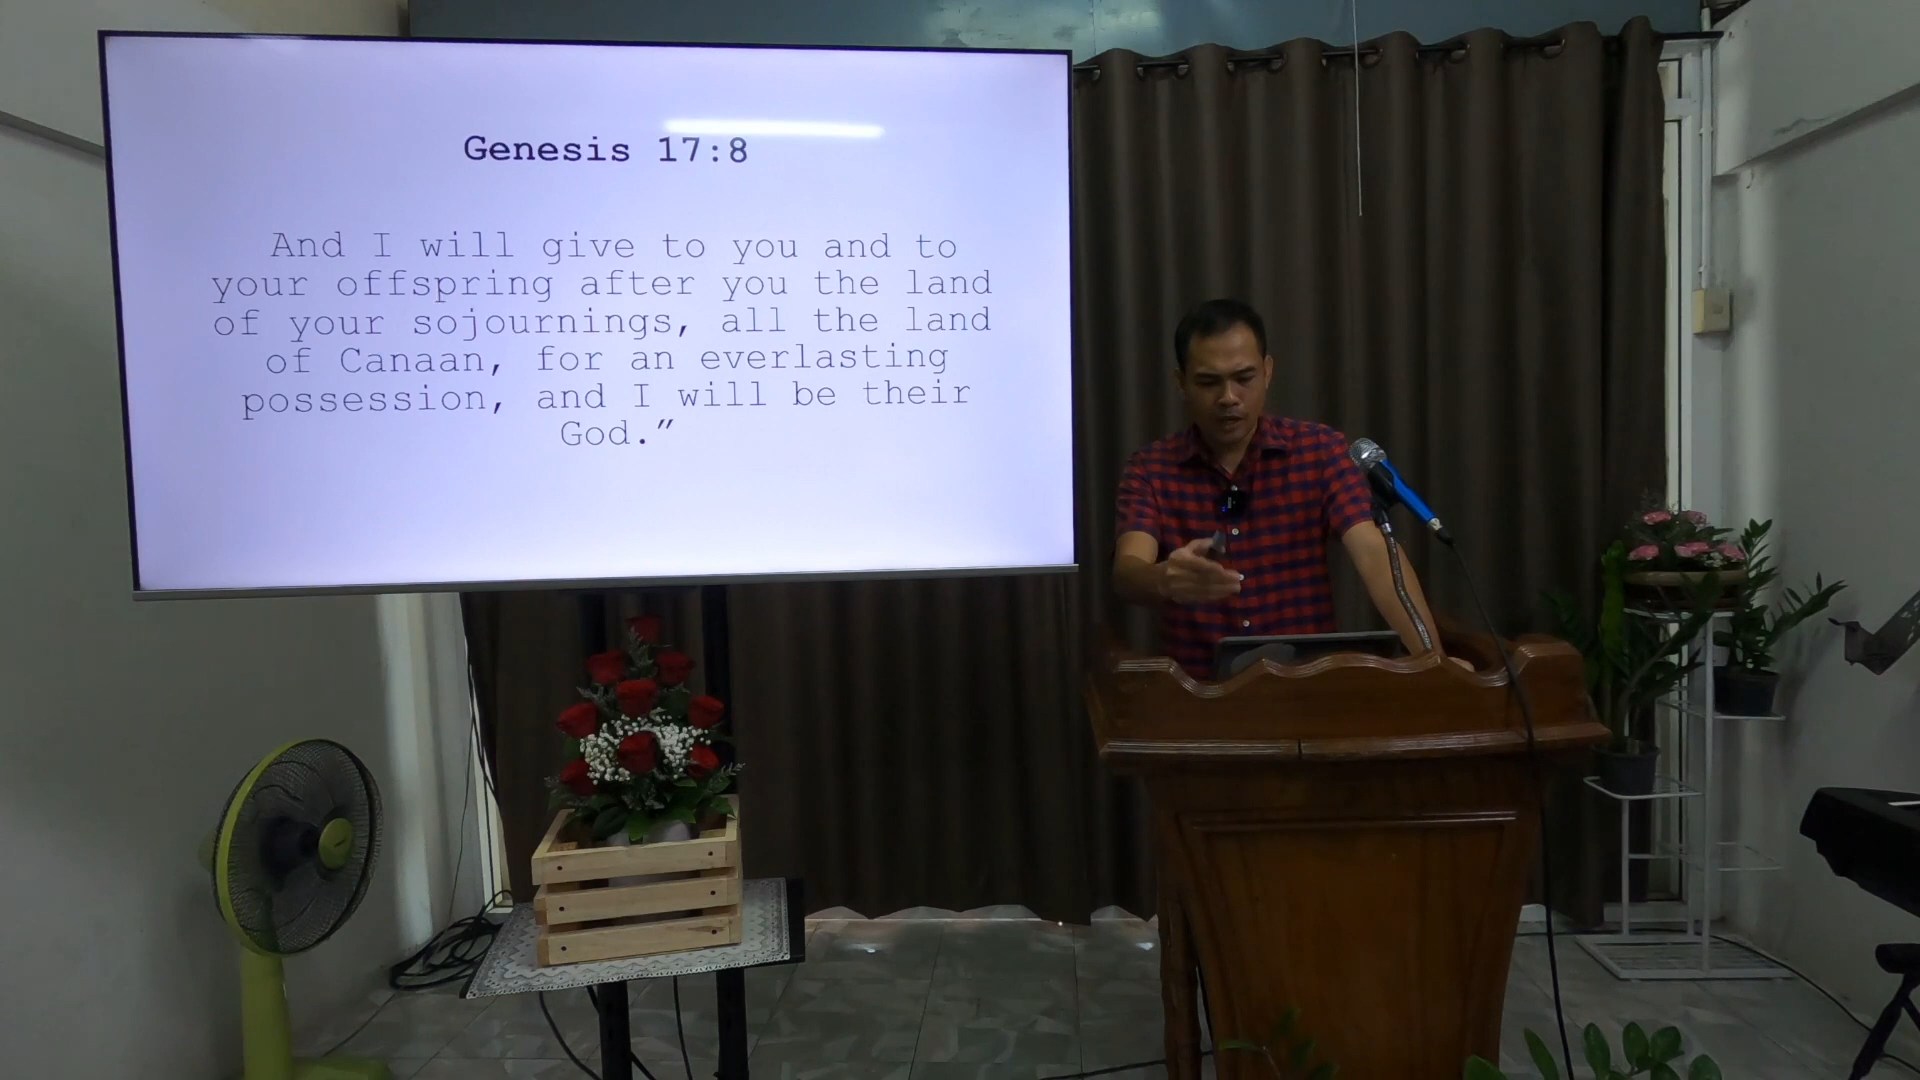 Genesis 17:8
And I will give to you and to
your offspring after you the land
of your sojournings, all the land
of Canaan, for an everlasting
possession, and I will be their
God.”